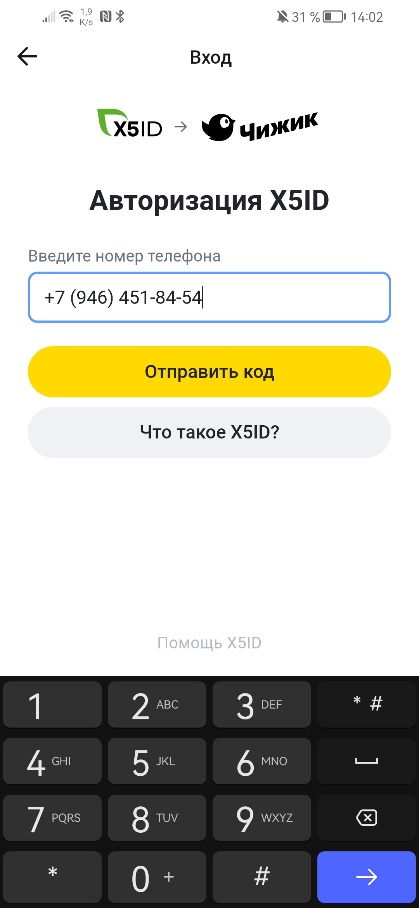 1,9
K/s
31 %
14:02
Вход
X5ID → Чижик
Авторизация X5ID
Введите номер телефона
+7 (946) 451-84-54
Отправить код
Что такое X5ID?
Помощь X5ID
1
2 ABC
3 DEF
* #
4 GHI
5 JKL
6 MNO
7 PQRS
8 TUV
9 WXYZ
*
0 +
#